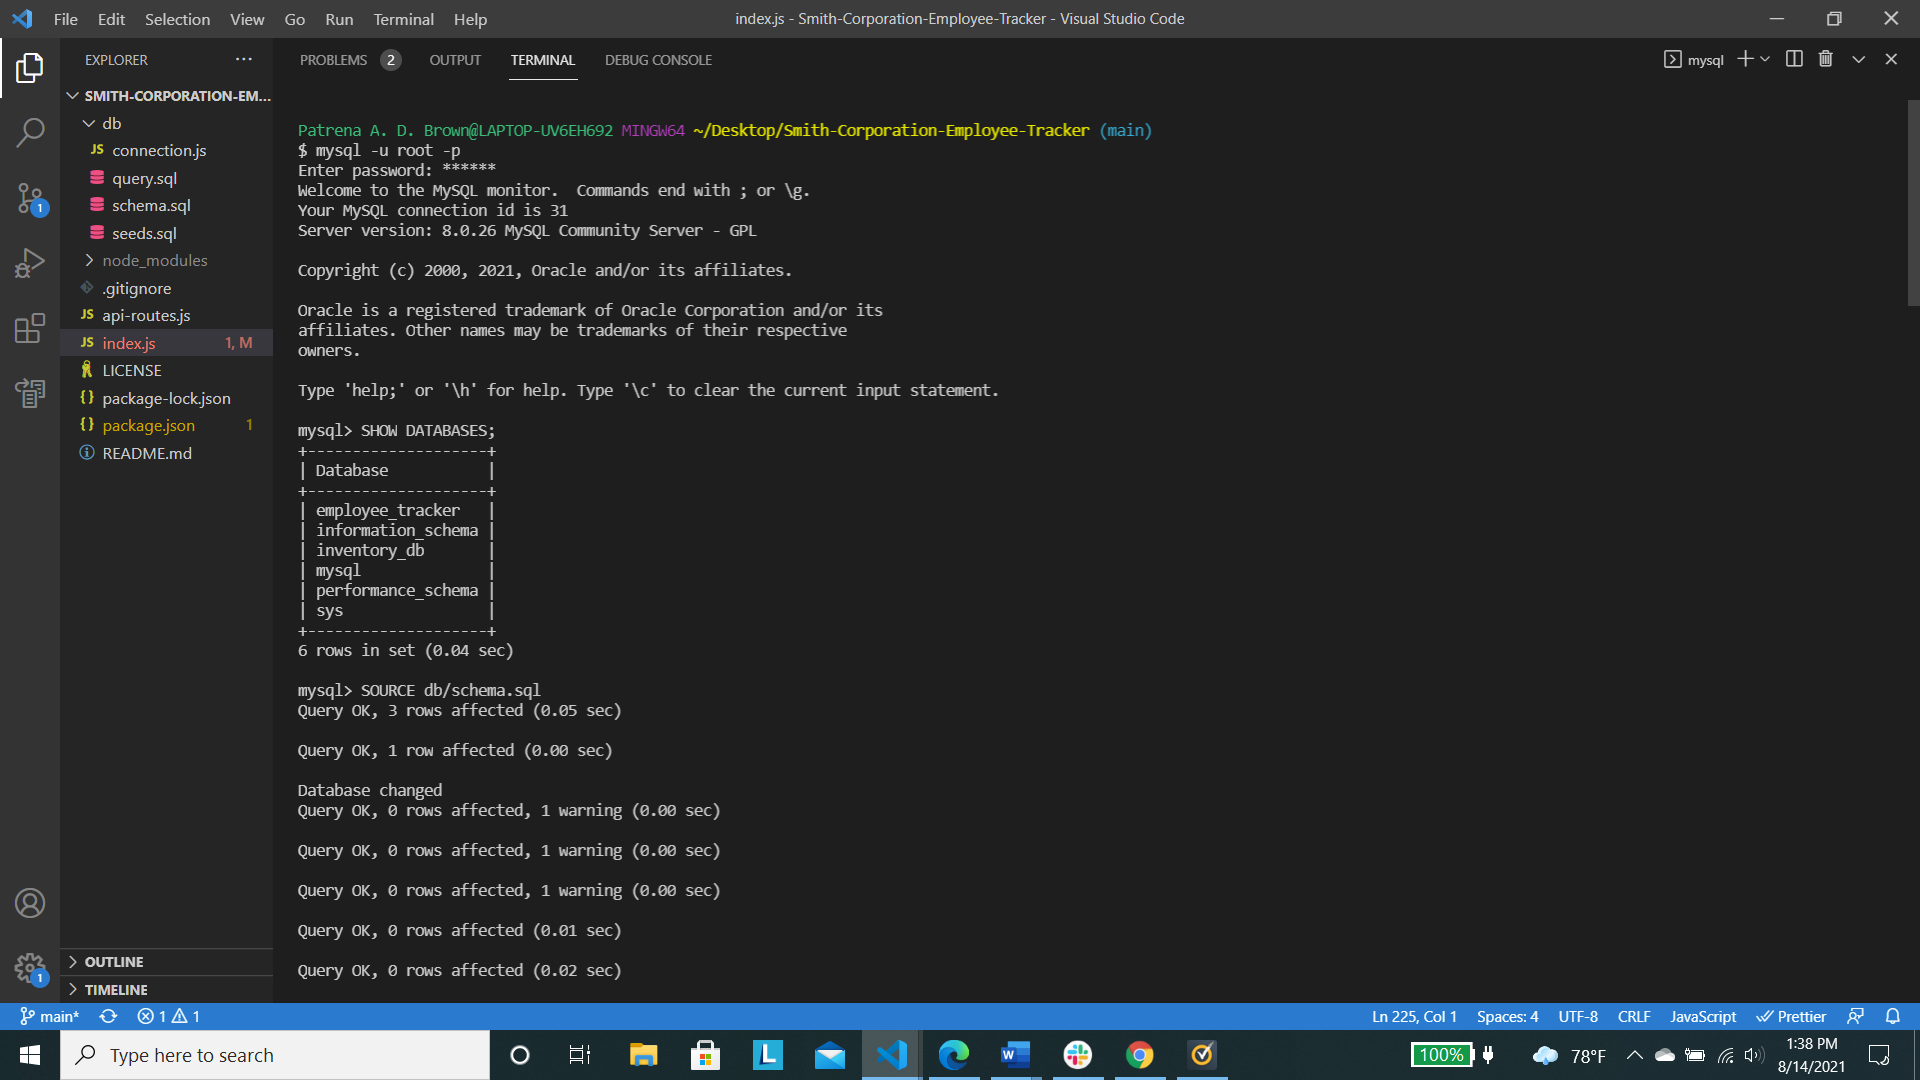 File Edit Selection View Go Run Terminal Help
index.js - Smith-Corporation-Employee-Tracker - Visual Studio Code
EXPLORER
SMITH-CORPORATION-EM...
db
JS connection.js
query.sql
schema.sql
seeds.sql
node_modules
.gitignore
JS api-routes.js
JS index.js 1, M
LICENSE
{} package-lock.json
{} package.json 1
README.md
OUTLINE
TIMELINE
1
1
PROBLEMS 2 OUTPUT TERMINAL DEBUG CONSOLE
mysql
Patrena A. D. Brown@LAPTOP-UV6EH692 MINGW64 ~/Desktop/Smith-Corporation-Employee-Tracker (main)
$ mysql -u root -p
Enter password: ******
Welcome to the MySQL monitor.  Commands end with ; or \g.
Your MySQL connection id is 31
Server version: 8.0.26 MySQL Community Server - GPL
Copyright (c) 2000, 2021, Oracle and/or its affiliates.
Oracle is a registered trademark of Oracle Corporation and/or its
affiliates. Other names may be trademarks of their respective
owners.
Type 'help;' or '\h' for help. Type '\c' to clear the current input statement.
mysql> SHOW DATABASES;
+--------------------+
| Database           |
+--------------------+
| employee_tracker   |
| information_schema |
| inventory_db       |
| mysql              |
| performance_schema |
| sys                |
+--------------------+
6 rows in set (0.04 sec)
mysql> SOURCE db/schema.sql
Query OK, 3 rows affected (0.05 sec)
Query OK, 1 row affected (0.00 sec)
Database changed
Query OK, 0 rows affected, 1 warning (0.00 sec)
Query OK, 0 rows affected, 1 warning (0.00 sec)
Query OK, 0 rows affected, 1 warning (0.00 sec)
Query OK, 0 rows affected (0.01 sec)
Query OK, 0 rows affected (0.02 sec)
main* 1 1
Ln 225, Col 1 Spaces: 4 UTF-8 CRLF JavaScript Prettier
Type here to search
100% 78°F
1:38 PM
8/14/2021